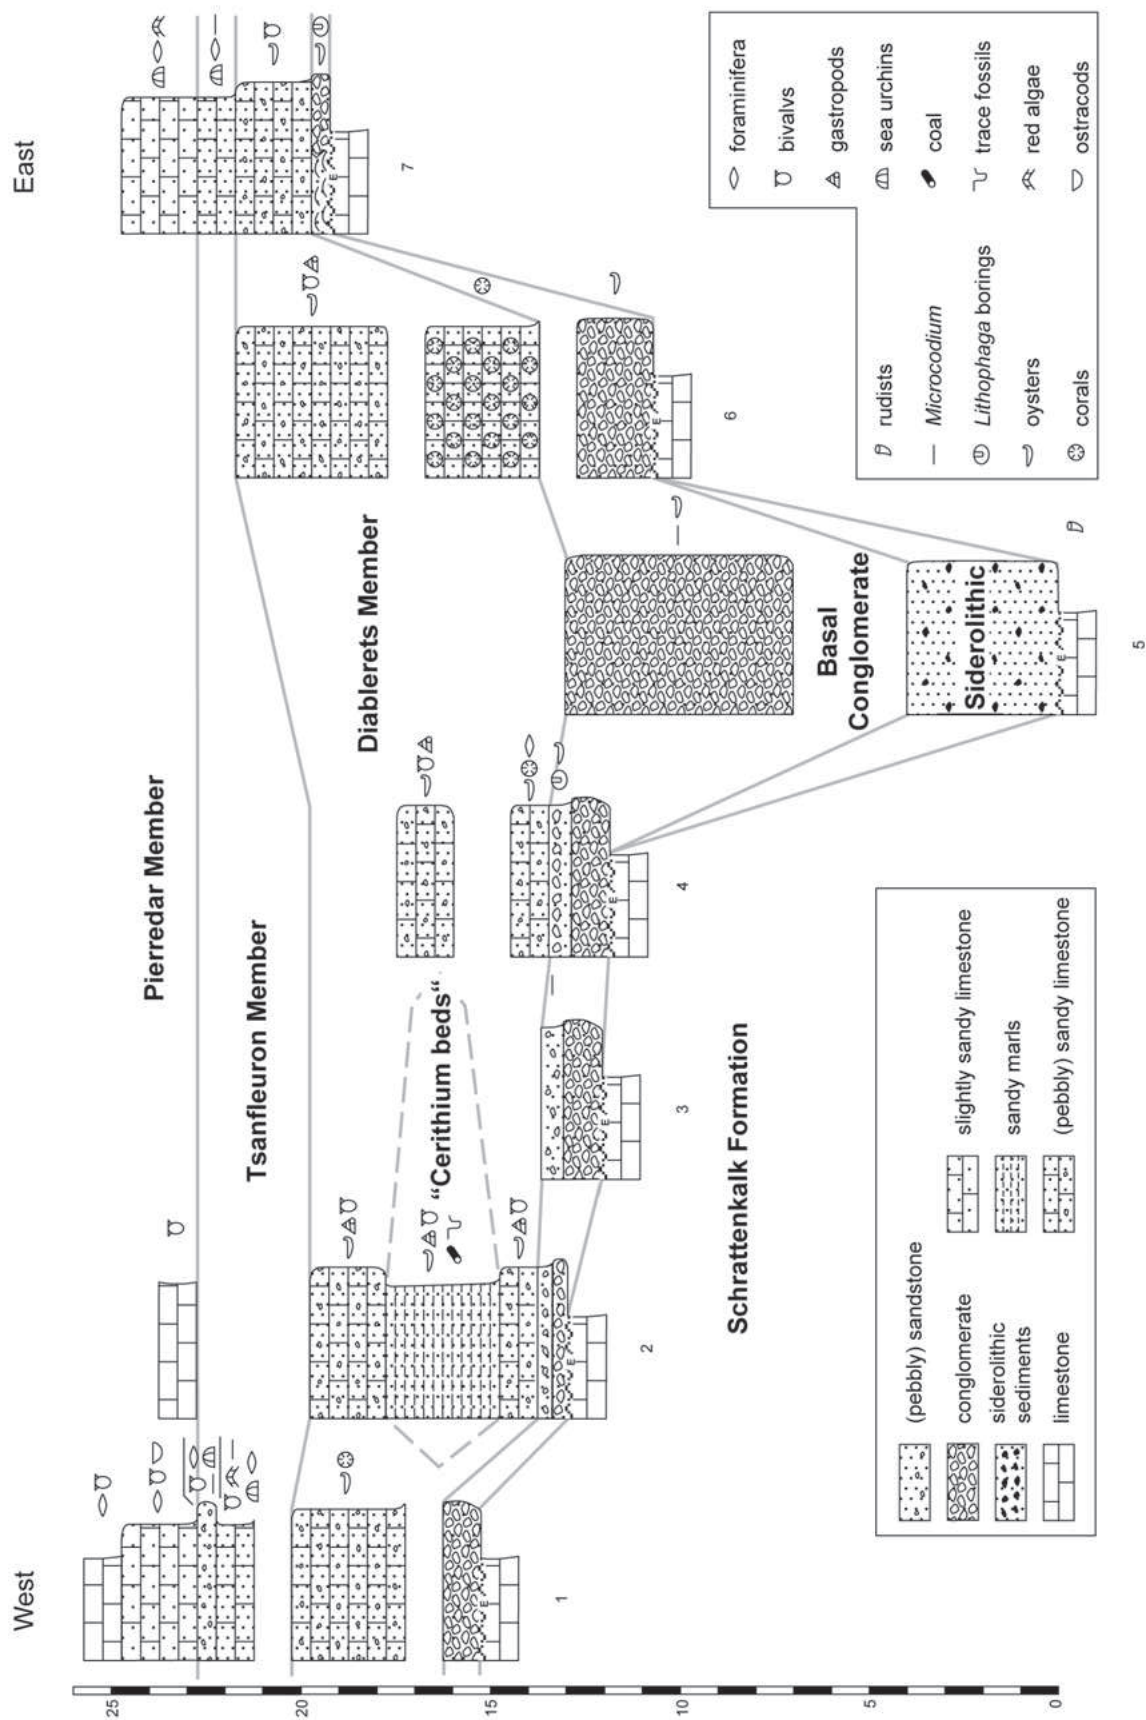 West
East
Pierredar Member
Tsanfleuron Member
Diablerets Member
“Cerithium beds“
Basal
Conglomerate
Siderolithic
Schrattenkalk Formation
25
20
15
10
5
0
1
2
3
4
5
6
7
E
E
E
E
E
E
E
(pebbly) sandstone
conglomerate
siderolithic
sediments
limestone
slightly sandy limestone
sandy marls
(pebbly) sandy limestone
rudists
Microcodium
Lithophaga borings
oysters
corals
foraminifera
bivalvs
gastropods
sea urchins
coal
trace fossils
red algae
ostracods